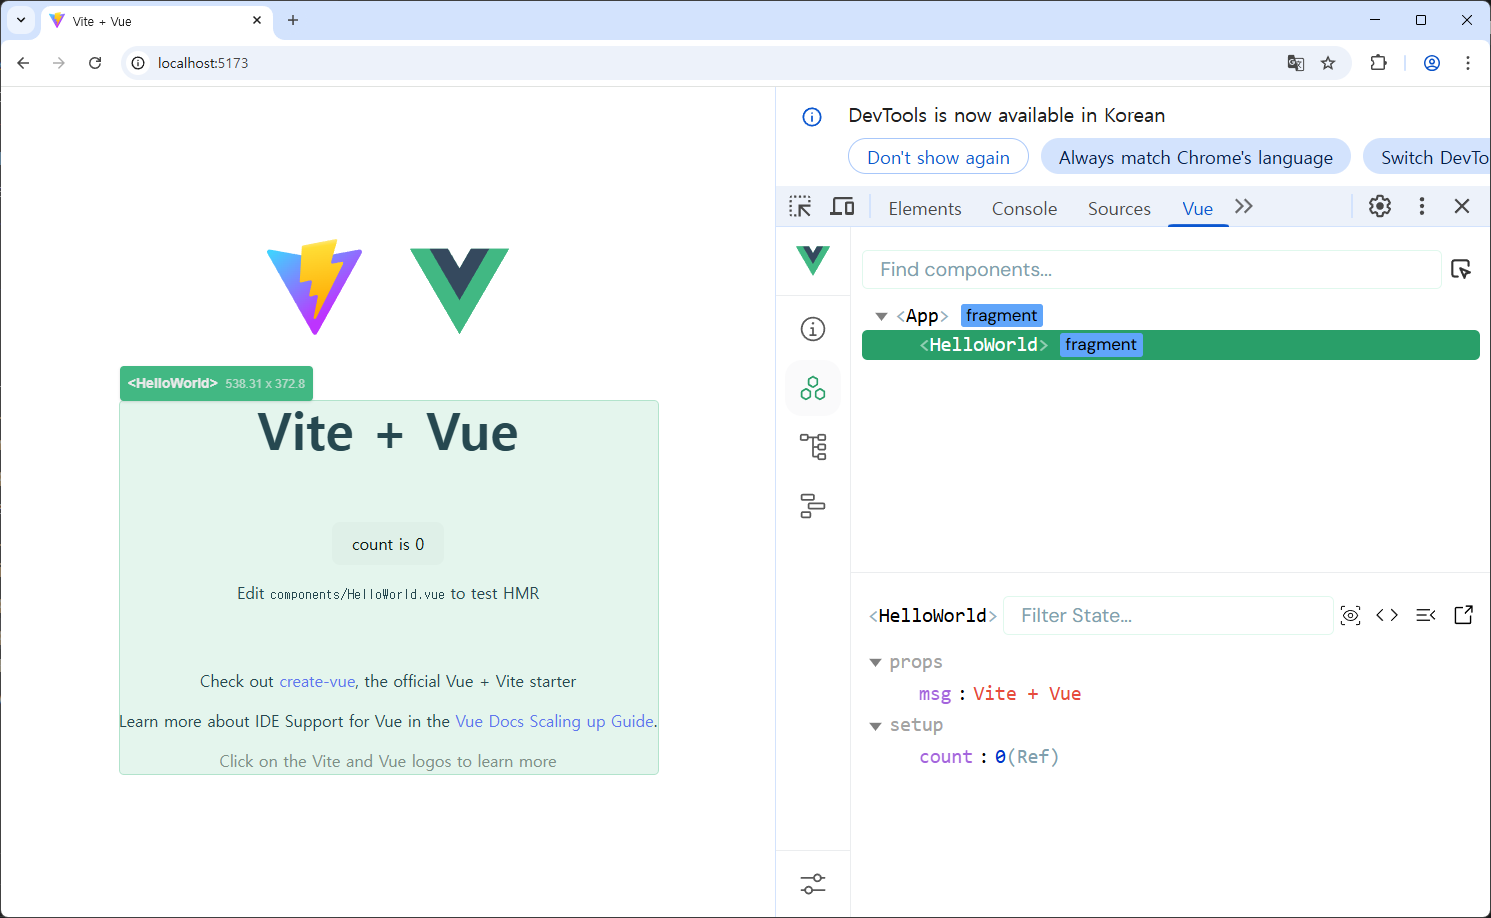 Vite + Vue
localhost:5173
DevTools is now available in Korean
Don't show again
Always match Chrome's language
Switch DevTo
Elements
Console
Sources
Vue
Find components...
<App> fragment
<HelloWorld> fragment
<HelloWorld> 538.31 x 372.8
Vite + Vue
count is 0
Edit components/HelloWorld.vue to test HMR
Check out create-vue, the official Vue + Vite starter
Learn more about IDE Support for Vue in the Vue Docs Scaling up Guide.
Click on the Vite and Vue logos to learn more
<HelloWorld>
Filter State...
props
msg : Vite + Vue
setup
count : 0 (Ref)